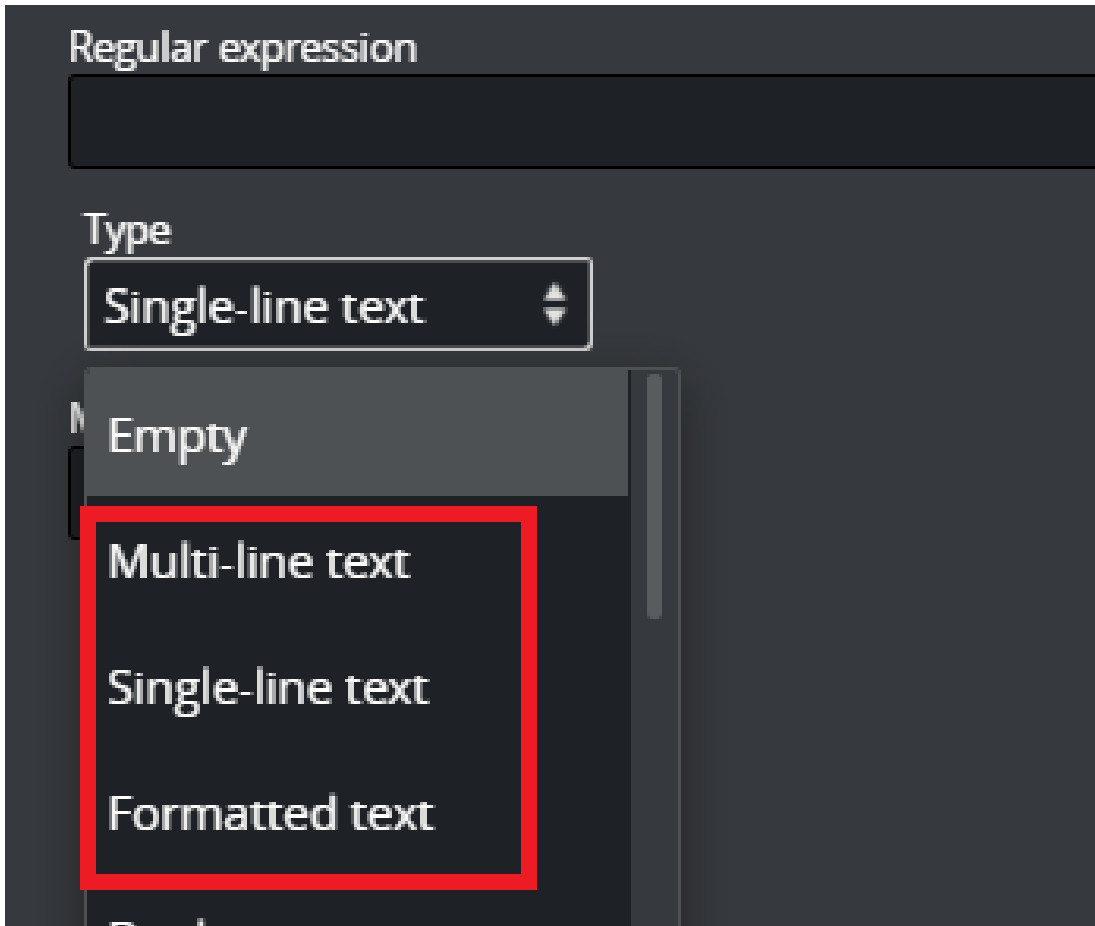 Regular expression
Type
Single-line text
Empty
Multi-line text
Single-line text
Formatted text